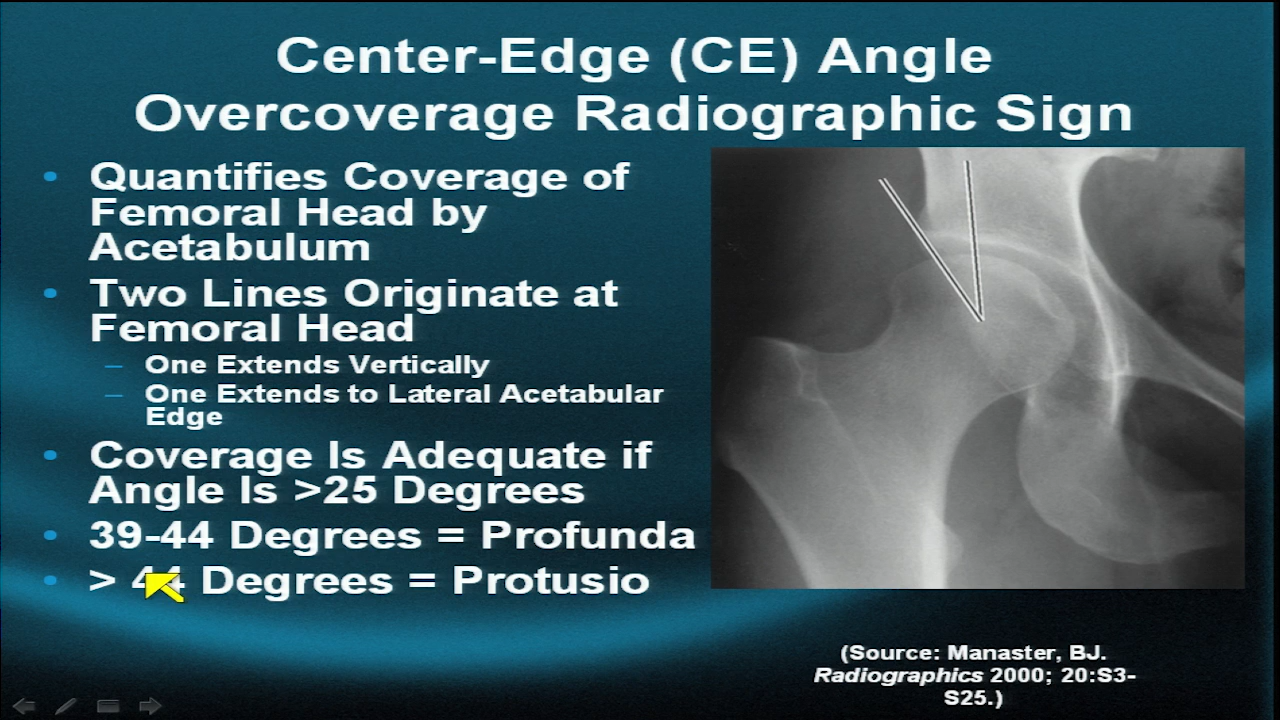 Center-Edge (CE) Angle
Overcoverage Radiographic Sign
• Quantifies Coverage of
Femoral Head by
Acetabulum
• Two Lines Originate at
Femoral Head
– One Extends Vertically
– One Extends to Lateral Acetabular
Edge
• Coverage Is Adequate if
Angle Is >25 Degrees
• 39-44 Degrees = Profunda
• > 44 Degrees = Protusio
(Source: Manaster, BJ.
Radiographics 2000; 20:S3-
S25.)